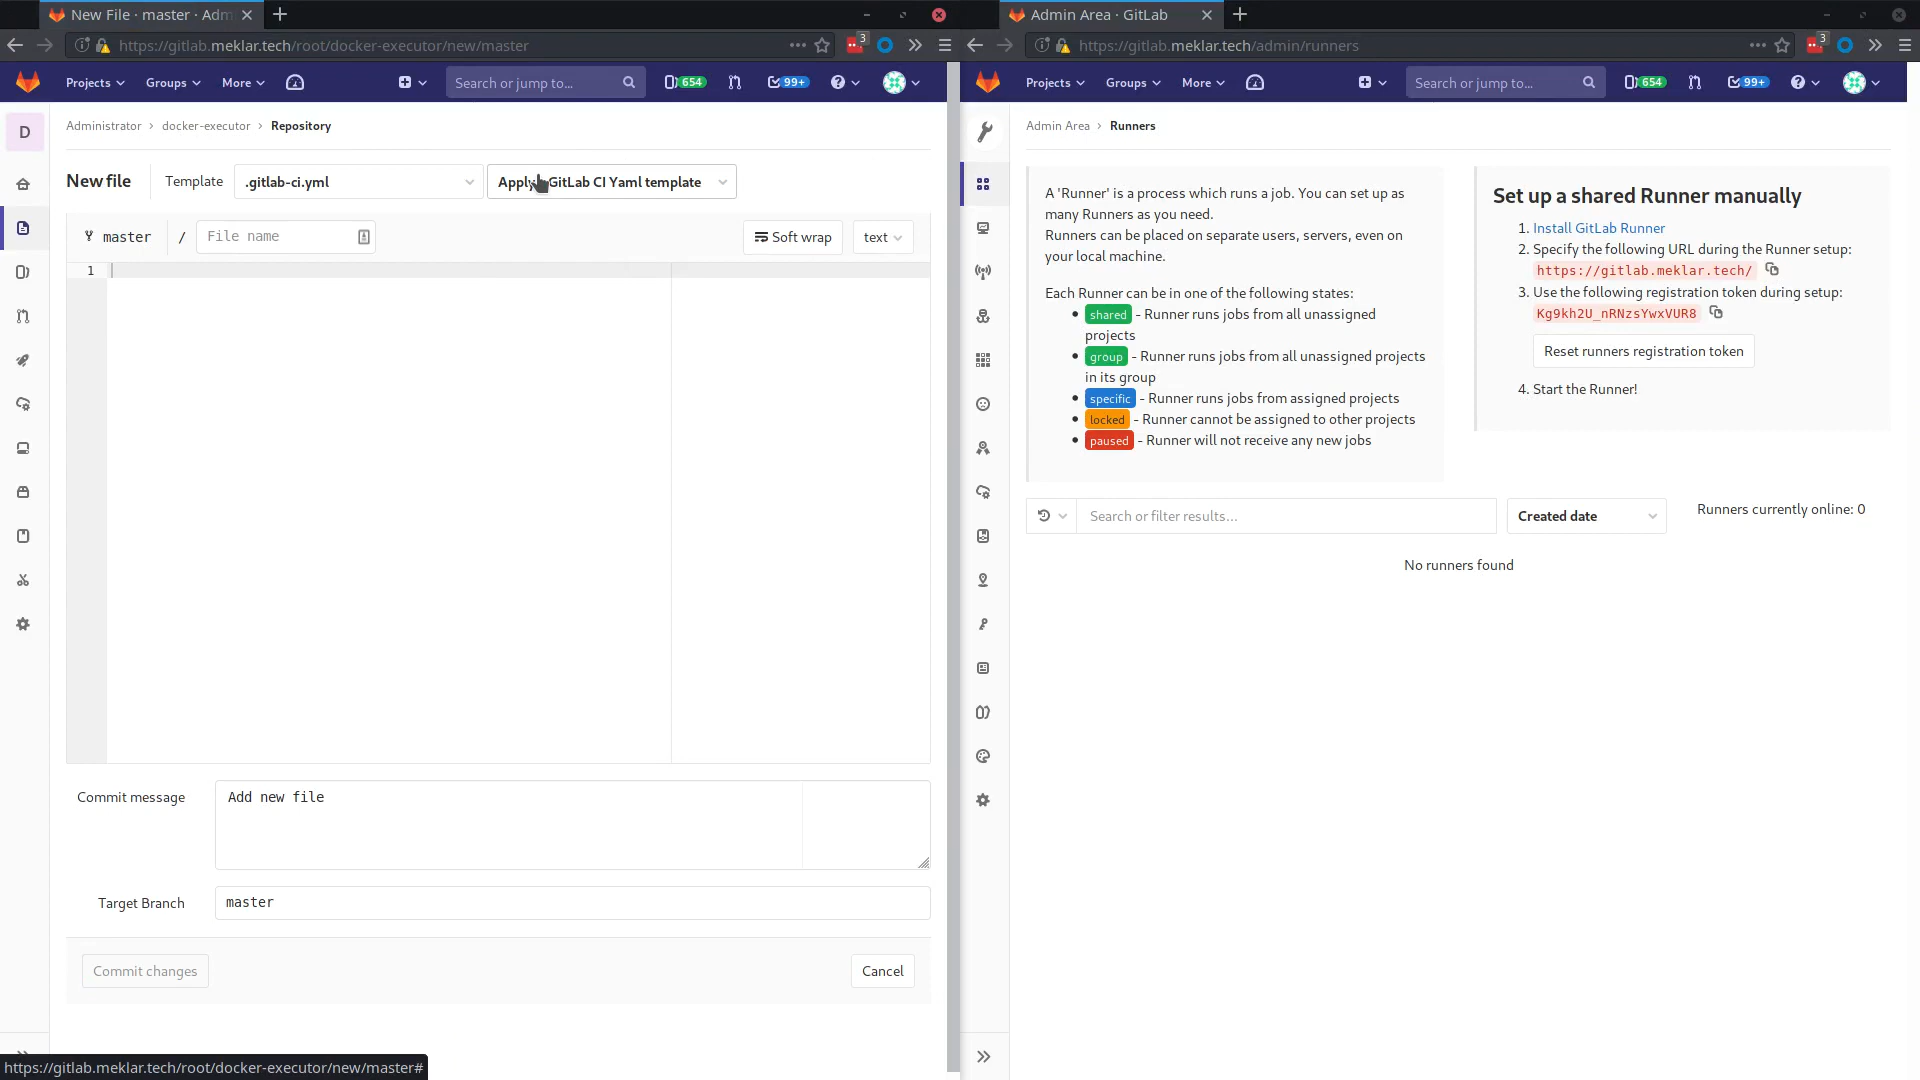 New File · master · Adm
https://gitlab.meklar.tech/root/docker-executor/new/master
3
Projects
Groups
More
Search or jump to...
654
99+
D
Administrator › docker-executor › Repository
New file
Template
.gitlab-ci.yml
Apply GitLab CI Yaml template
master
/
File name
Soft wrap
text
1
Commit message
Add new file
Target Branch
master
Commit changes
Cancel
https://gitlab.meklar.tech/root/docker-executor/new/master#
Admin Area · GitLab
https://gitlab.meklar.tech/admin/runners
3
Projects
Groups
More
Search or jump to...
654
99+
Admin Area › Runners
A 'Runner' is a process which runs a job. You can set up as
many Runners as you need.
Runners can be placed on separate users, servers, even on
your local machine.
Each Runner can be in one of the following states:
shared - Runner runs jobs from all unassigned
projects
group - Runner runs jobs from all unassigned projects
in its group
specific - Runner runs jobs from assigned projects
locked - Runner cannot be assigned to other projects
paused - Runner will not receive any new jobs
Set up a shared Runner manually
1. Install GitLab Runner
2. Specify the following URL during the Runner setup:
https://gitlab.meklar.tech/
3. Use the following registration token during setup:
Kg9kh2U_nRNzsYwxVUR8
Reset runners registration token
4. Start the Runner!
Search or filter results...
Created date
Runners currently online: 0
No runners found